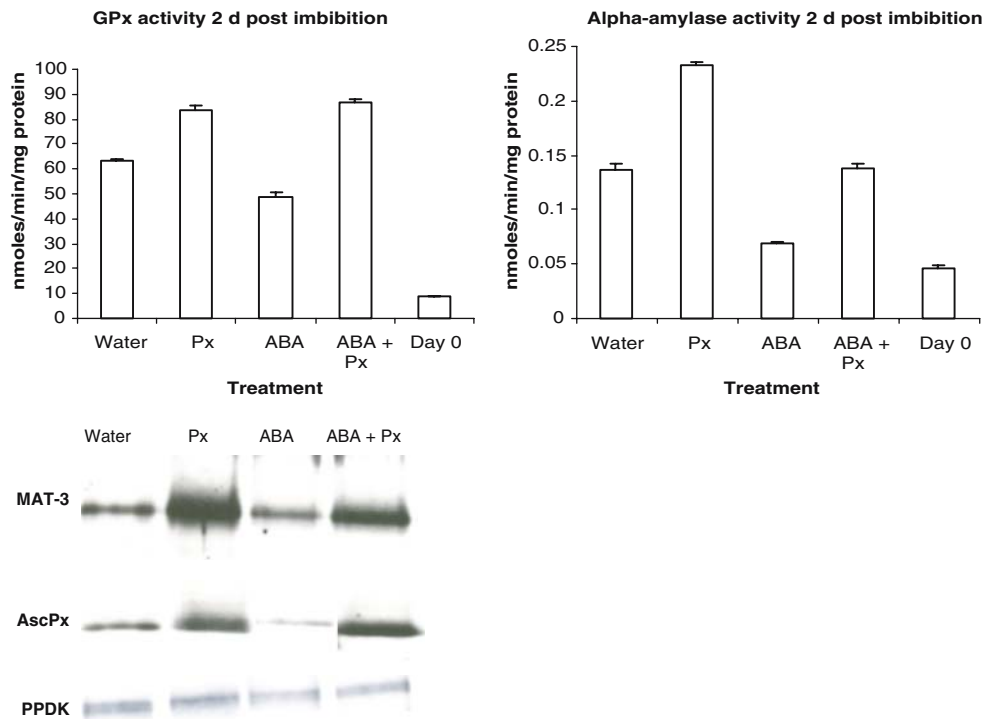 GPx activity 2 d post imbibition
nmoles/min/mg protein
100
90
80
70
60
50
40
30
20
10
0
Water Px ABA ABA + Px Day 0
Treatment
Alpha-amylase activity 2 d post imbibition
nmoles/min/mg protein
0.25
0.2
0.15
0.1
0.05
0
Water Px ABA ABA + Px Day 0
Treatment
Water Px ABA ABA + Px
MAT-3
AscPx
PPDK